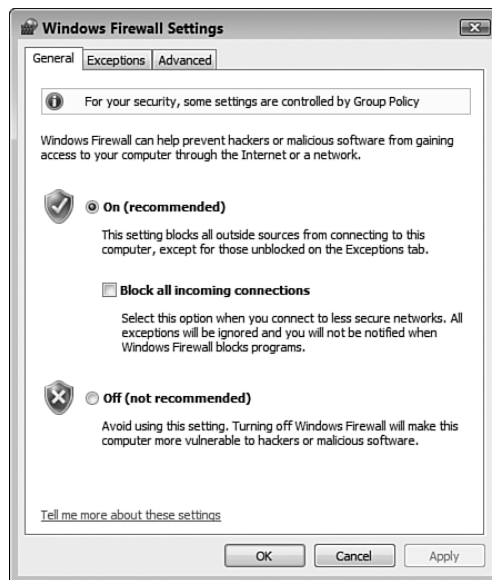 Windows Firewall Settings
General Exceptions Advanced
For your security, some settings are controlled by Group Policy
Windows Firewall can help prevent hackers or malicious software from gaining
access to your computer through the Internet or a network.
On (recommended)
This setting blocks all outside sources from connecting to this
computer, except for those unblocked on the Exceptions tab.
Block all incoming connections
Select this option when you connect to less secure networks. All
exceptions will be ignored and you will not be notified when
Windows Firewall blocks programs.
Off (not recommended)
Avoid using this setting. Turning off Windows Firewall will make this
computer more vulnerable to hackers or malicious software.
Tell me more about these settings
OK Cancel Apply